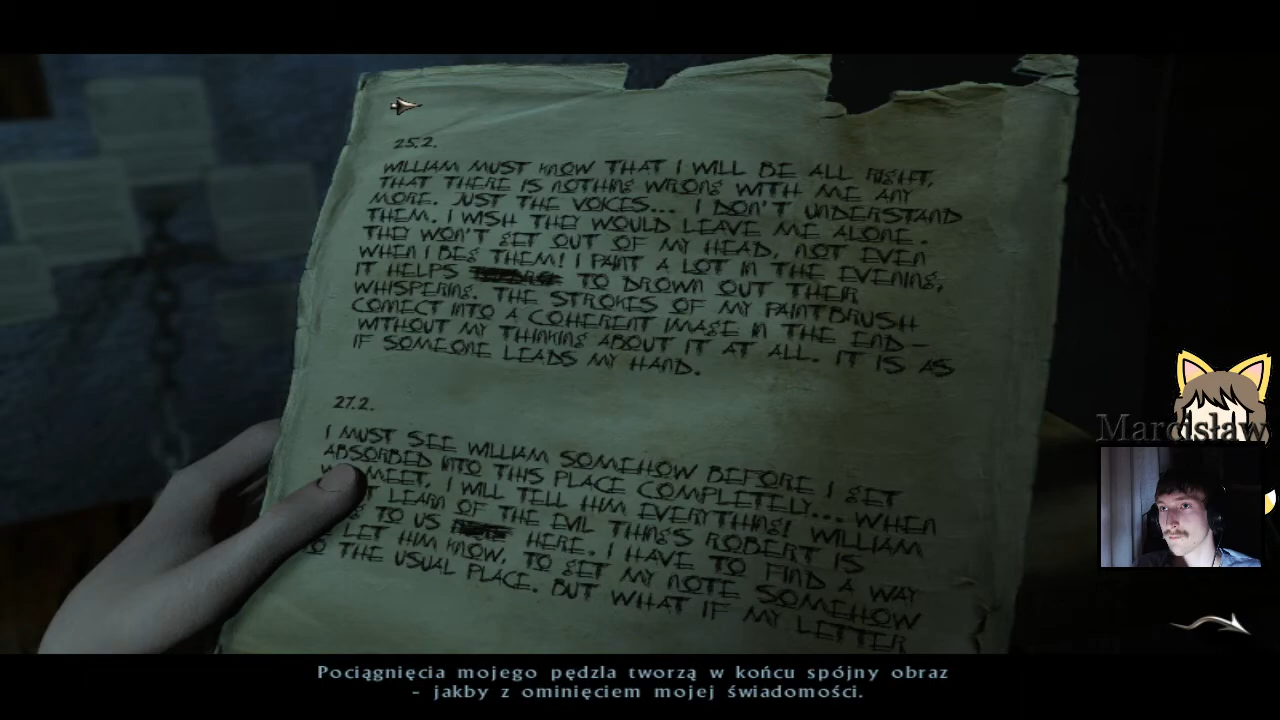 25.2.
WILLIAM MUST KNOW THAT I WILL BE ALL RIGHT,
THAT THERE IS NOTHING WRONG WITH ME ANY
MORE. JUST THE VOICES... I DON'T UNDERSTAND
THEM. I WISH THEY WOULD LEAVE ME ALONE.
THEY WON'T GET OUT OF MY HEAD, NOT EVEN
WHEN I BEG THEM! I PAINT A LOT IN THE EVENING,
IT HELPS TO DROWN OUT THEIR
WHISPERING. THE STROKES OF MY PAINTBRUSH
CONNECT INTO A COHERENT IMAGE IN THE END –
WITHOUT MY THINKING ABOUT IT AT ALL. IT IS AS
IF SOMEONE LEADS MY HAND.
27.2.
I MUST SEE WILLIAM SOMEHOW BEFORE I GET
ABSORBED INTO THIS PLACE COMPLETELY... WHEN
MEET, I WILL TELL HIM EVERYTHING! WILLIAM
LEARN OF THE EVIL THINGS ROBERT IS
TO US HERE. I HAVE TO FIND A WAY
LET HIM KNOW, TO GET MY NOTE SOMEHOW
THE USUAL PLACE. BUT WHAT IF MY LETTER
Marcisław
Pociągnięcia mojego pędzla tworzą w końcu spójny obraz
- jakby z ominięciem mojej świadomości.